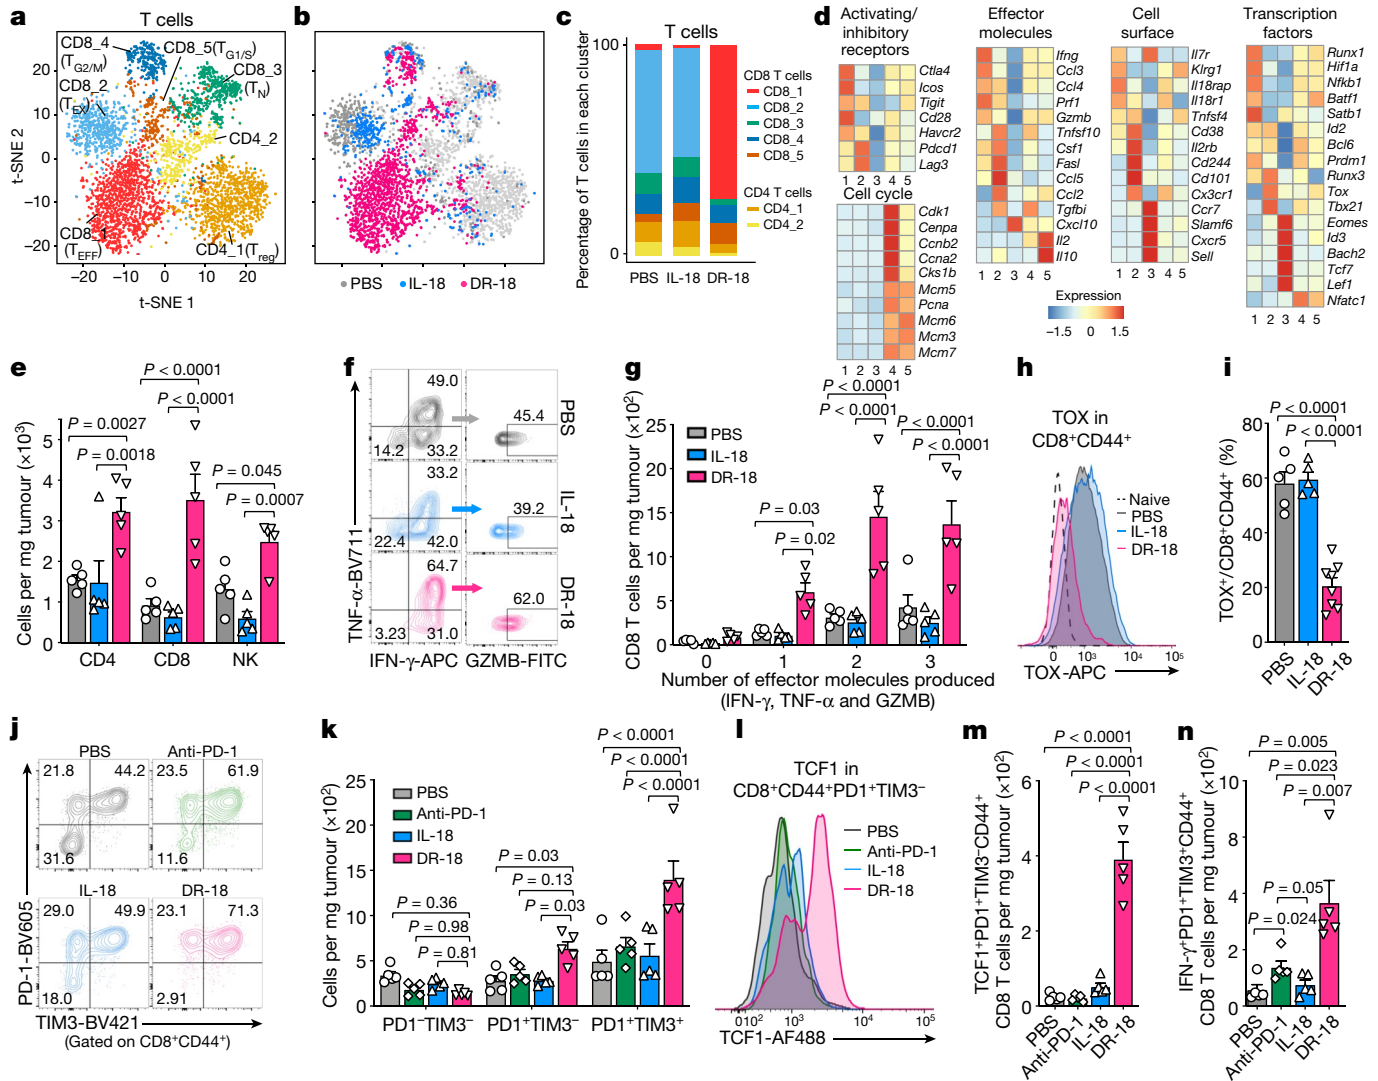 a
T cells
CD8_4
(TG2/M)
CD8_5(TG1/S)
CD8_3
(TN)
CD8_2
(TEX)
CD4_2
CD8_1
(TEFF)
CD4_1(Treg)
t-SNE 2
20
10
0
−10
−20
−20 −10 0 10 20
t-SNE 1
b
PBS IL-18 DR-18
c
T cells
Percentage of T cells in each cluster
100
50
0
PBS IL-18 DR-18
CD8 T cells
CD8_1
CD8_2
CD8_3
CD8_4
CD8_5
CD4 T cells
CD4_1
CD4_2
d
Activating/
inhibitory
receptors
Ctla4
Icos
Tigit
Cd28
Havcr2
Pdcd1
Lag3
1 2 3 4 5
Cell cycle
Cdk1
Cenpa
Ccnb2
Ccna2
Cks1b
Mcm5
Pcna
Mcm6
Mcm3
Mcm7
1 2 3 4 5
Effector
molecules
Ifng
Ccl3
Ccl4
Prf1
Gzmb
Tnfsf10
Csf1
Fasl
Ccl5
Ccl2
Tgfbi
Cxcl10
Il2
Il10
1 2 3 4 5
Cell
surface
Il7r
Klrg1
Il18rap
Il18r1
Tnfsf4
Cd38
Il2rb
Cd244
Cd101
Cx3cr1
Ccr7
Slamf6
Cxcr5
Sell
1 2 3 4 5
Transcription
factors
Runx1
Hif1a
Nfkb1
Batf1
Satb1
Id2
Bcl6
Prdm1
Runx3
Tox
Tbx21
Eomes
Id3
Bach2
Tcf7
Lef1
Nfatc1
1 2 3 4 5
Expression
−1.5 0 1.5
e
P < 0.0001
P < 0.0001
P = 0.0027
P = 0.0018
P = 0.045
P = 0.0007
Cells per mg tumour (×10³)
5
4
3
2
1
0
CD4 CD8 NK
f
49.0
14.2 33.2
45.4
PBS
33.2
22.4 42.0
39.2
IL-18
64.7
3.23 31.0
62.0
DR-18
TNF-α-BV711
IFN-γ-APC GZMB-FITC
g
P < 0.0001
P < 0.0001
P < 0.0001
P < 0.0001
P = 0.03
P = 0.02
PBS
IL-18
DR-18
CD8 T cells per mg tumour (×10²)
25
20
15
10
5
0
0 1 2 3
Number of effector molecules produced
(IFN-γ, TNF-α and GZMB)
h
TOX in
CD8⁺CD44⁺
Naive
PBS
IL-18
DR-18
0 10³ 10⁴ 10⁵
TOX-APC
i
P < 0.0001
P < 0.0001
TOX⁺/CD8⁺CD44⁺ (%)
80
60
40
20
0
PBS
IL-18
DR-18
j
PBS Anti-PD-1
21.8 44.2
31.6
23.5 61.9
11.6
IL-18 DR-18
29.0 49.9
18.0
23.1 71.3
2.91
PD-1-BV605
TIM3-BV421
(Gated on CD8⁺CD44⁺)
k
P < 0.0001
P < 0.0001
P < 0.0001
P = 0.03
P = 0.13
P = 0.03
P = 0.36
P = 0.98
P = 0.81
PBS
Anti-PD-1
IL-18
DR-18
Cells per mg tumour (×10²)
25
20
15
10
5
0
PD1⁻TIM3⁻ PD1⁺TIM3⁻ PD1⁺TIM3⁺
l
TCF1 in
CD8⁺CD44⁺PD1⁺TIM3⁻
PBS
Anti-PD-1
IL-18
DR-18
010² 10³ 10⁴ 10⁵
TCF1-AF488
m
P < 0.0001
P < 0.0001
P < 0.0001
TCF1⁺PD1⁺TIM3⁻CD44⁺
CD8 T cells per mg tumour (×10²)
6
4
2
0
PBS
Anti-PD-1
IL-18
DR-18
n
P = 0.005
P = 0.023
P = 0.007
P = 0.05
P = 0.024
IFN-γ⁺PD1⁺TIM3⁺CD44⁺
CD8 T cells per mg tumour (×10²)
10
8
4
2
0
PBS
Anti-PD-1
IL-18
DR-18